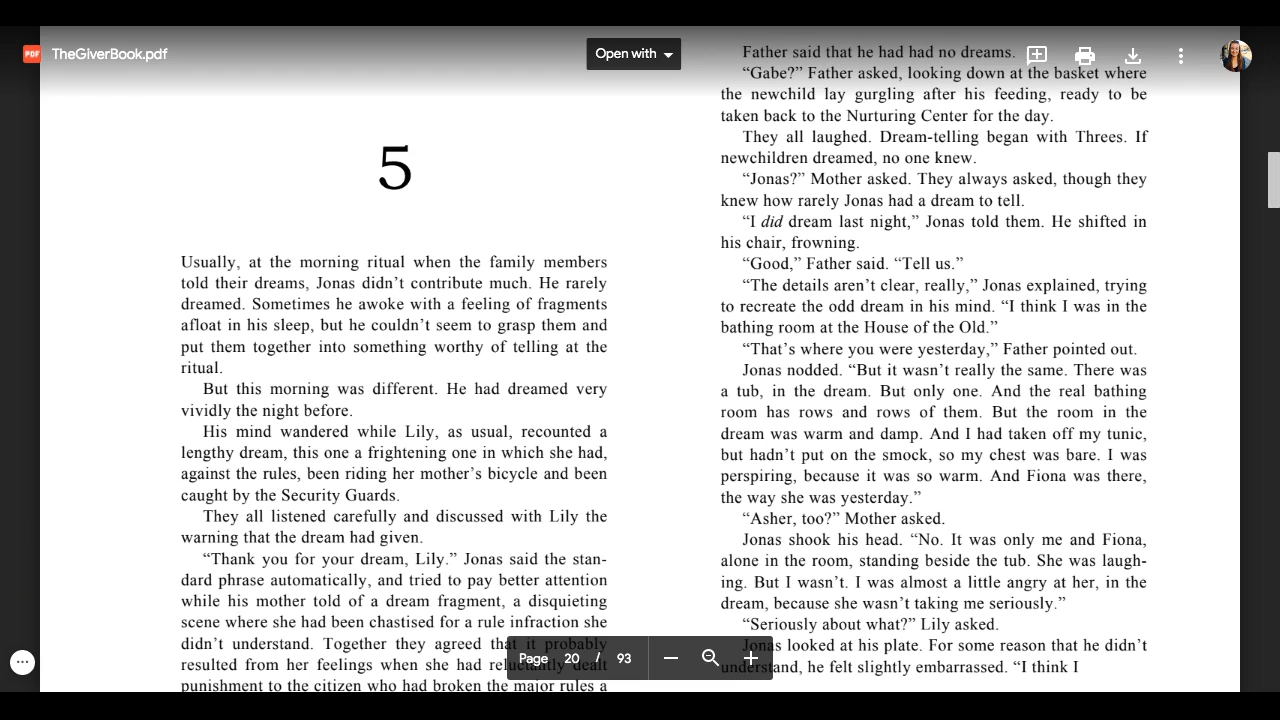 PDF TheGiverBook.pdf
Open with
5
Usually, at the morning ritual when the family members
told their dreams, Jonas didn't contribute much. He rarely
dreamed. Sometimes he awoke with a feeling of fragments
afloat in his sleep, but he couldn't seem to grasp them and
put them together into something worthy of telling at the
ritual.
But this morning was different. He had dreamed very
vividly the night before.
His mind wandered while Lily, as usual, recounted a
lengthy dream, this one a frightening one in which she had,
against the rules, been riding her mother's bicycle and been
caught by the Security Guards.
They all listened carefully and discussed with Lily the
warning that the dream had given.
“Thank you for your dream, Lily.” Jonas said the stan-
dard phrase automatically, and tried to pay better attention
while his mother told of a dream fragment, a disquieting
scene where she had been chastised for a rule infraction she
didn't understand. Together they agreed that it probably
resulted from her feelings when she had reluctantly dealt
punishment to the citizen who had broken the major rules a
Father said that he had had no dreams.
“Gabe?” Father asked, looking down at the basket where
the newchild lay gurgling after his feeding, ready to be
taken back to the Nurturing Center for the day.
They all laughed. Dream-telling began with Threes. If
newchildren dreamed, no one knew.
“Jonas?” Mother asked. They always asked, though they
knew how rarely Jonas had a dream to tell.
“I did dream last night,” Jonas told them. He shifted in
his chair, frowning.
“Good,” Father said. “Tell us.”
“The details aren't clear, really,” Jonas explained, trying
to recreate the odd dream in his mind. “I think I was in the
bathing room at the House of the Old.”
“That's where you were yesterday,” Father pointed out.
Jonas nodded. “But it wasn't really the same. There was
a tub, in the dream. But only one. And the real bathing
room has rows and rows of them. But the room in the
dream was warm and damp. And I had taken off my tunic,
but hadn't put on the smock, so my chest was bare. I was
perspiring, because it was so warm. And Fiona was there,
the way she was yesterday.”
“Asher, too?” Mother asked.
Jonas shook his head. “No. It was only me and Fiona,
alone in the room, standing beside the tub. She was laugh-
ing. But I wasn't. I was almost a little angry at her, in the
dream, because she wasn't taking me seriously.”
“Seriously about what?” Lily asked.
Jonas looked at his plate. For some reason that he didn't
understand, he felt slightly embarrassed. “I think I
Page 20 / 93